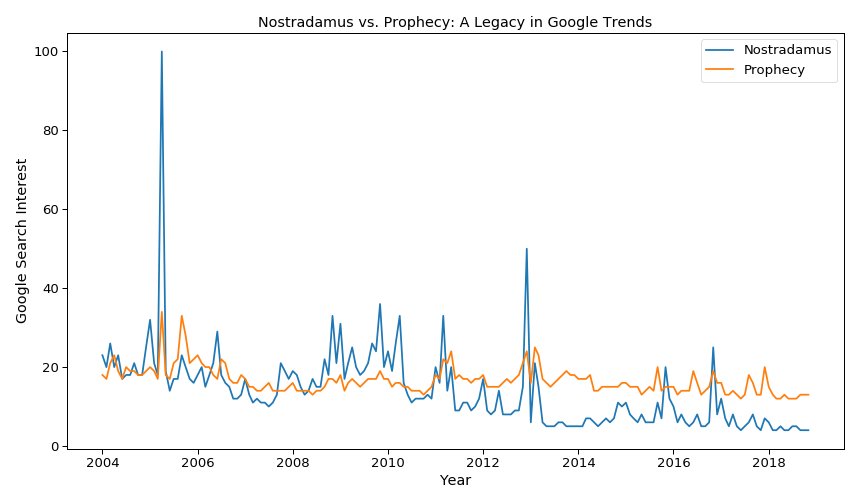 Nostradamus vs. Prophecy: A Legacy in Google Trends
Nostradamus
Prophecy
Google Search Interest
100
80
60
40
20
0
2004 2006 2008 2010 2012 2014 2016 2018
Year